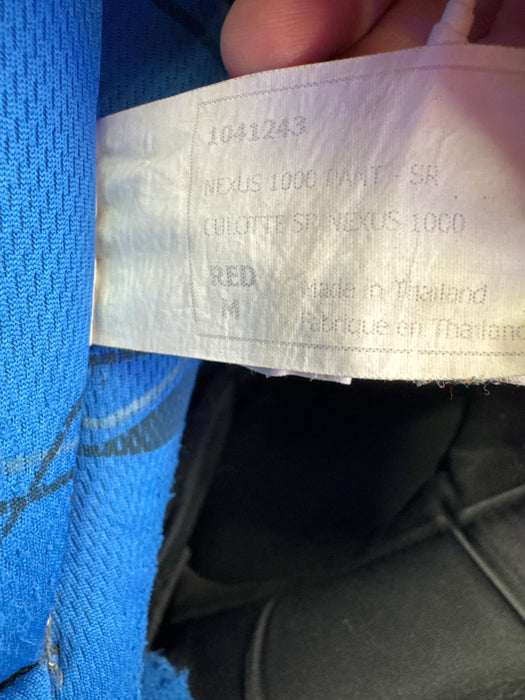 1041243
NEXUS 1000 PANT - SR
CULOTTE SR NEXUS 1000
RED
M
Made in Thailand
Fabriqué en Thailand